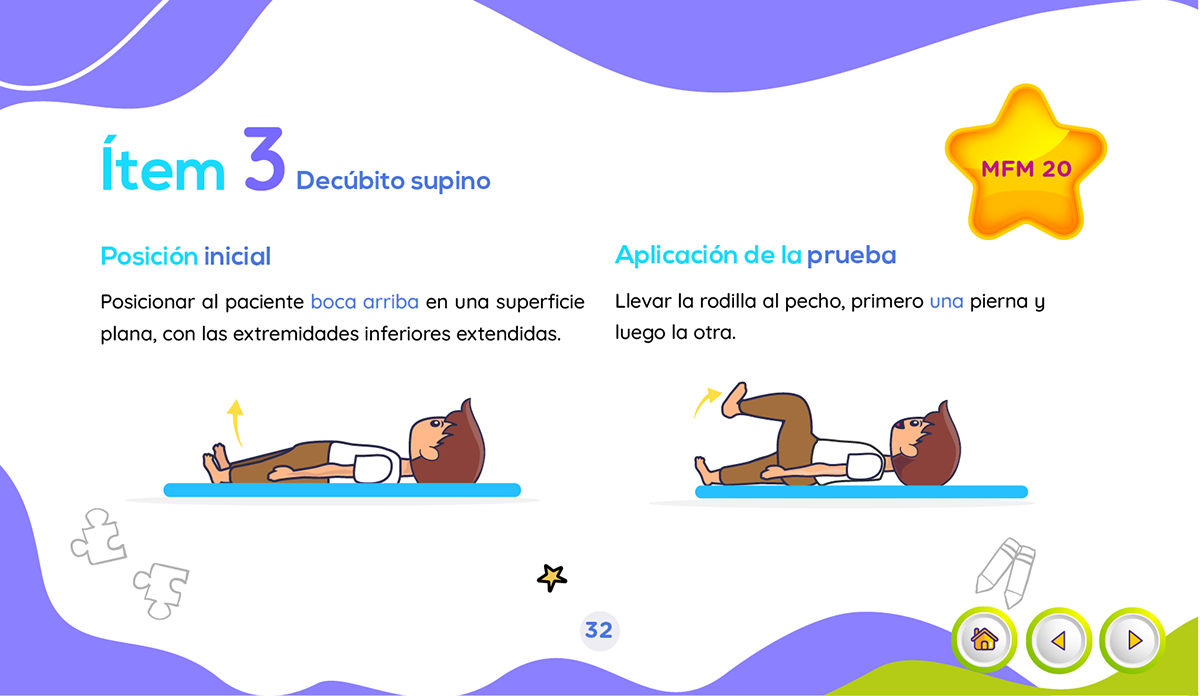 Ítem 3 Decúbito supino
MFM 20
Posición inicial
Posicionar al paciente boca arriba en una superficie
plana, con las extremidades inferiores extendidas.
Aplicación de la prueba
Llevar la rodilla al pecho, primero una pierna y
luego la otra.
32